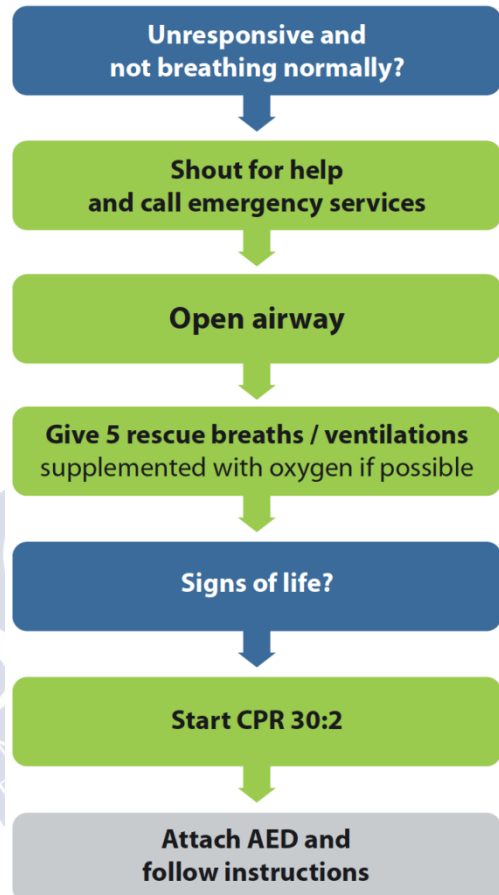 Unresponsive and
not breathing normally?
Shout for help
and call emergency services
Open airway
Give 5 rescue breaths / ventilations
supplemented with oxygen if possible
Signs of life?
Start CPR 30:2
Attach AED and
follow instructions